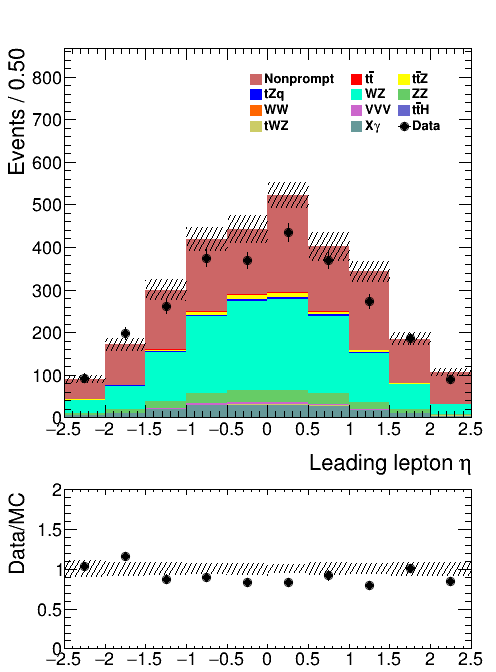 Events / 0.50
800
700
600
500
400
300
200
100
0
Nonprompt tt̄ tt̄Z
tZq WZ ZZ
WW VVV tt̄H
tWZ Xγ Data
−2.5 −2 −1.5 −1 −0.5 0 0.5 1 1.5 2 2.5
Leading lepton η
Data/MC
2
1.5
1
0.5
0
−2.5 −2 −1.5 −1 −0.5 0 0.5 1 1.5 2 2.5